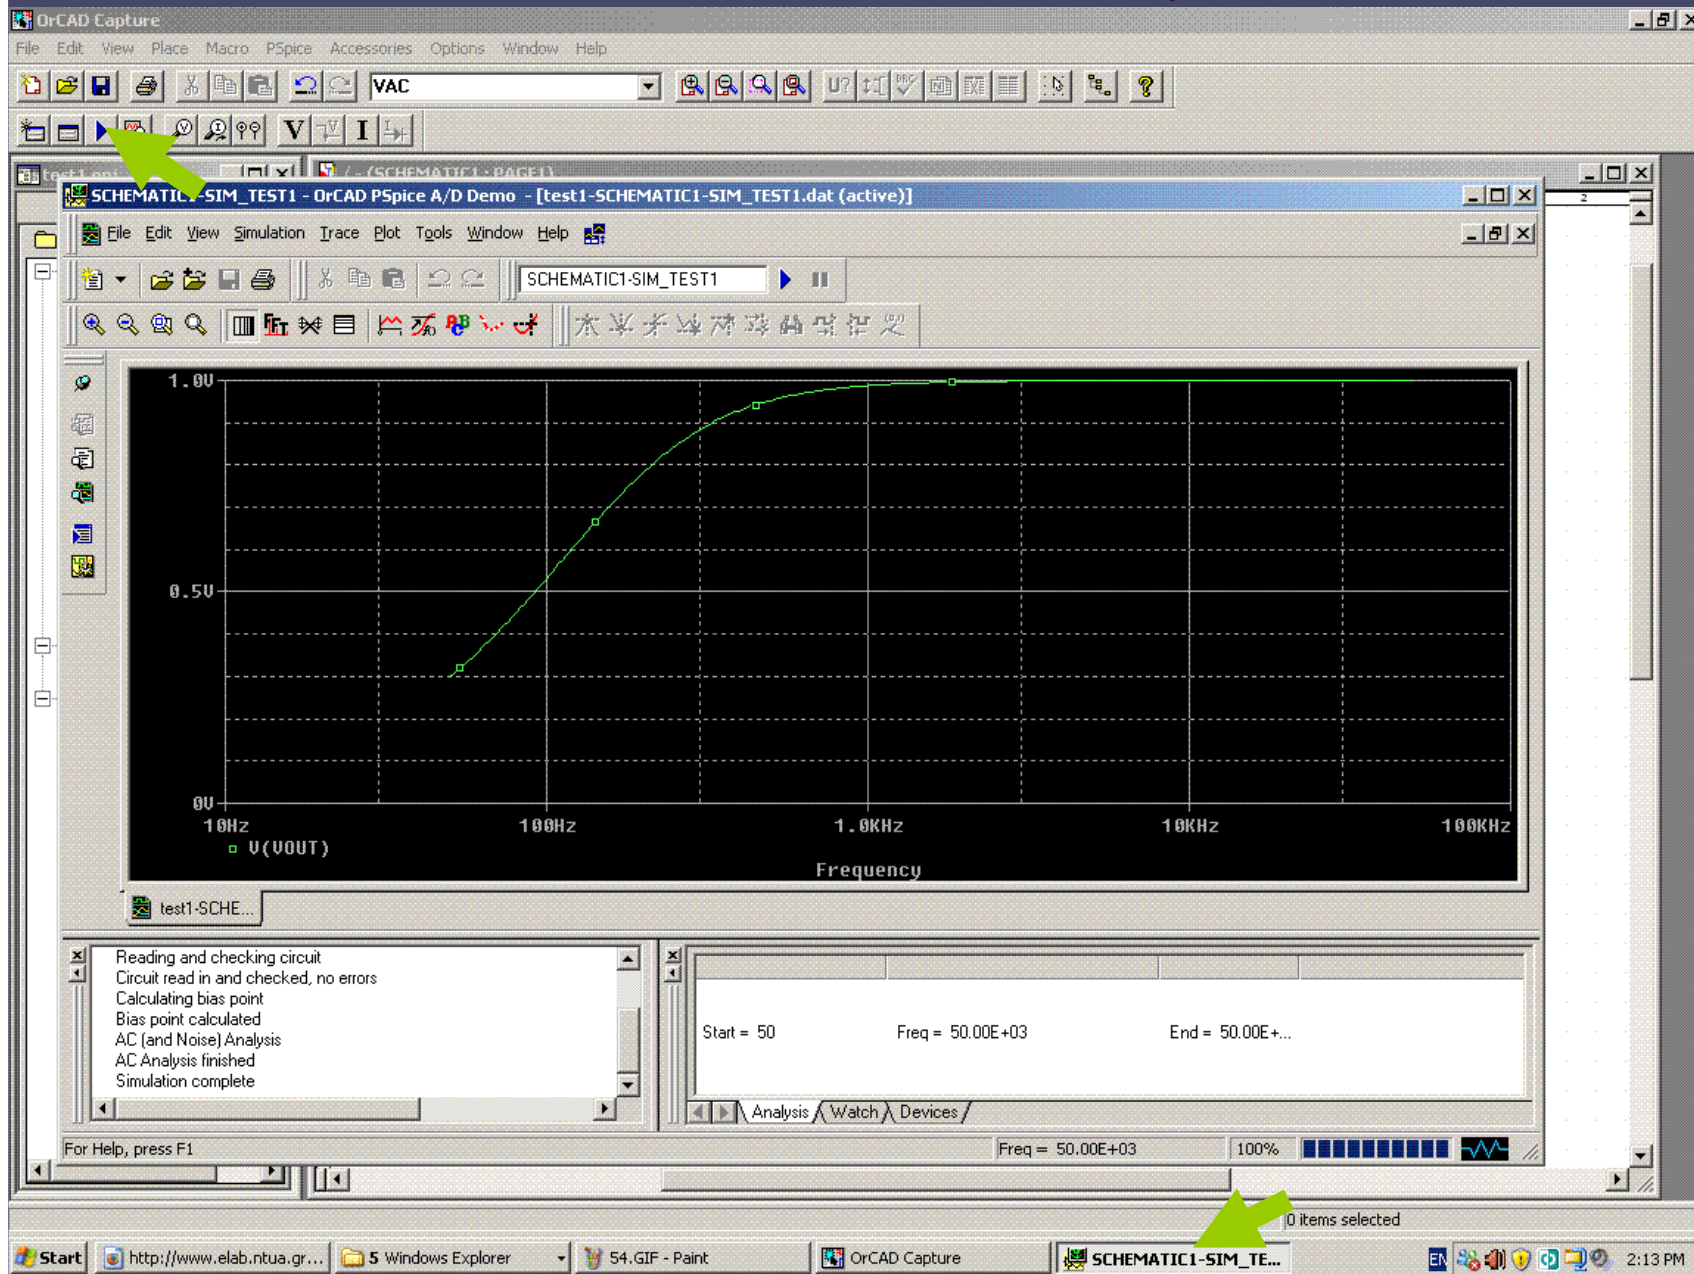 OrCAD Capture
File Edit View Place Macro PSpice Accessories Options Window Help
VAC
U?
V I
/ - (SCHEMATIC1 : PAGE1)
SCHEMATIC1-SIM_TEST1 - OrCAD PSpice A/D Demo - [test1-SCHEMATIC1-SIM_TEST1.dat (active)]
2
File Edit View Simulation Trace Plot Tools Window Help
SCHEMATIC1-SIM_TEST1
FFT
1.0V
0.5V
0V
10Hz 100Hz 1.0KHz 10KHz 100KHz
V(VOUT)
Frequency
test1-SCHE...
Reading and checking circuit
Circuit read in and checked, no errors
Calculating bias point
Bias point calculated
AC (and Noise) Analysis
AC Analysis finished
Simulation complete
Start = 50 Freq = 50.00E+03 End = 50.00E+...
Analysis Watch Devices
For Help, press F1 Freq = 50.00E+03 100%
0 items selected
Start http://www.elab.ntua.gr... 5 Windows Explorer 54.GIF - Paint OrCAD Capture SCHEMATIC1-SIM_TE... EN 2:13 PM